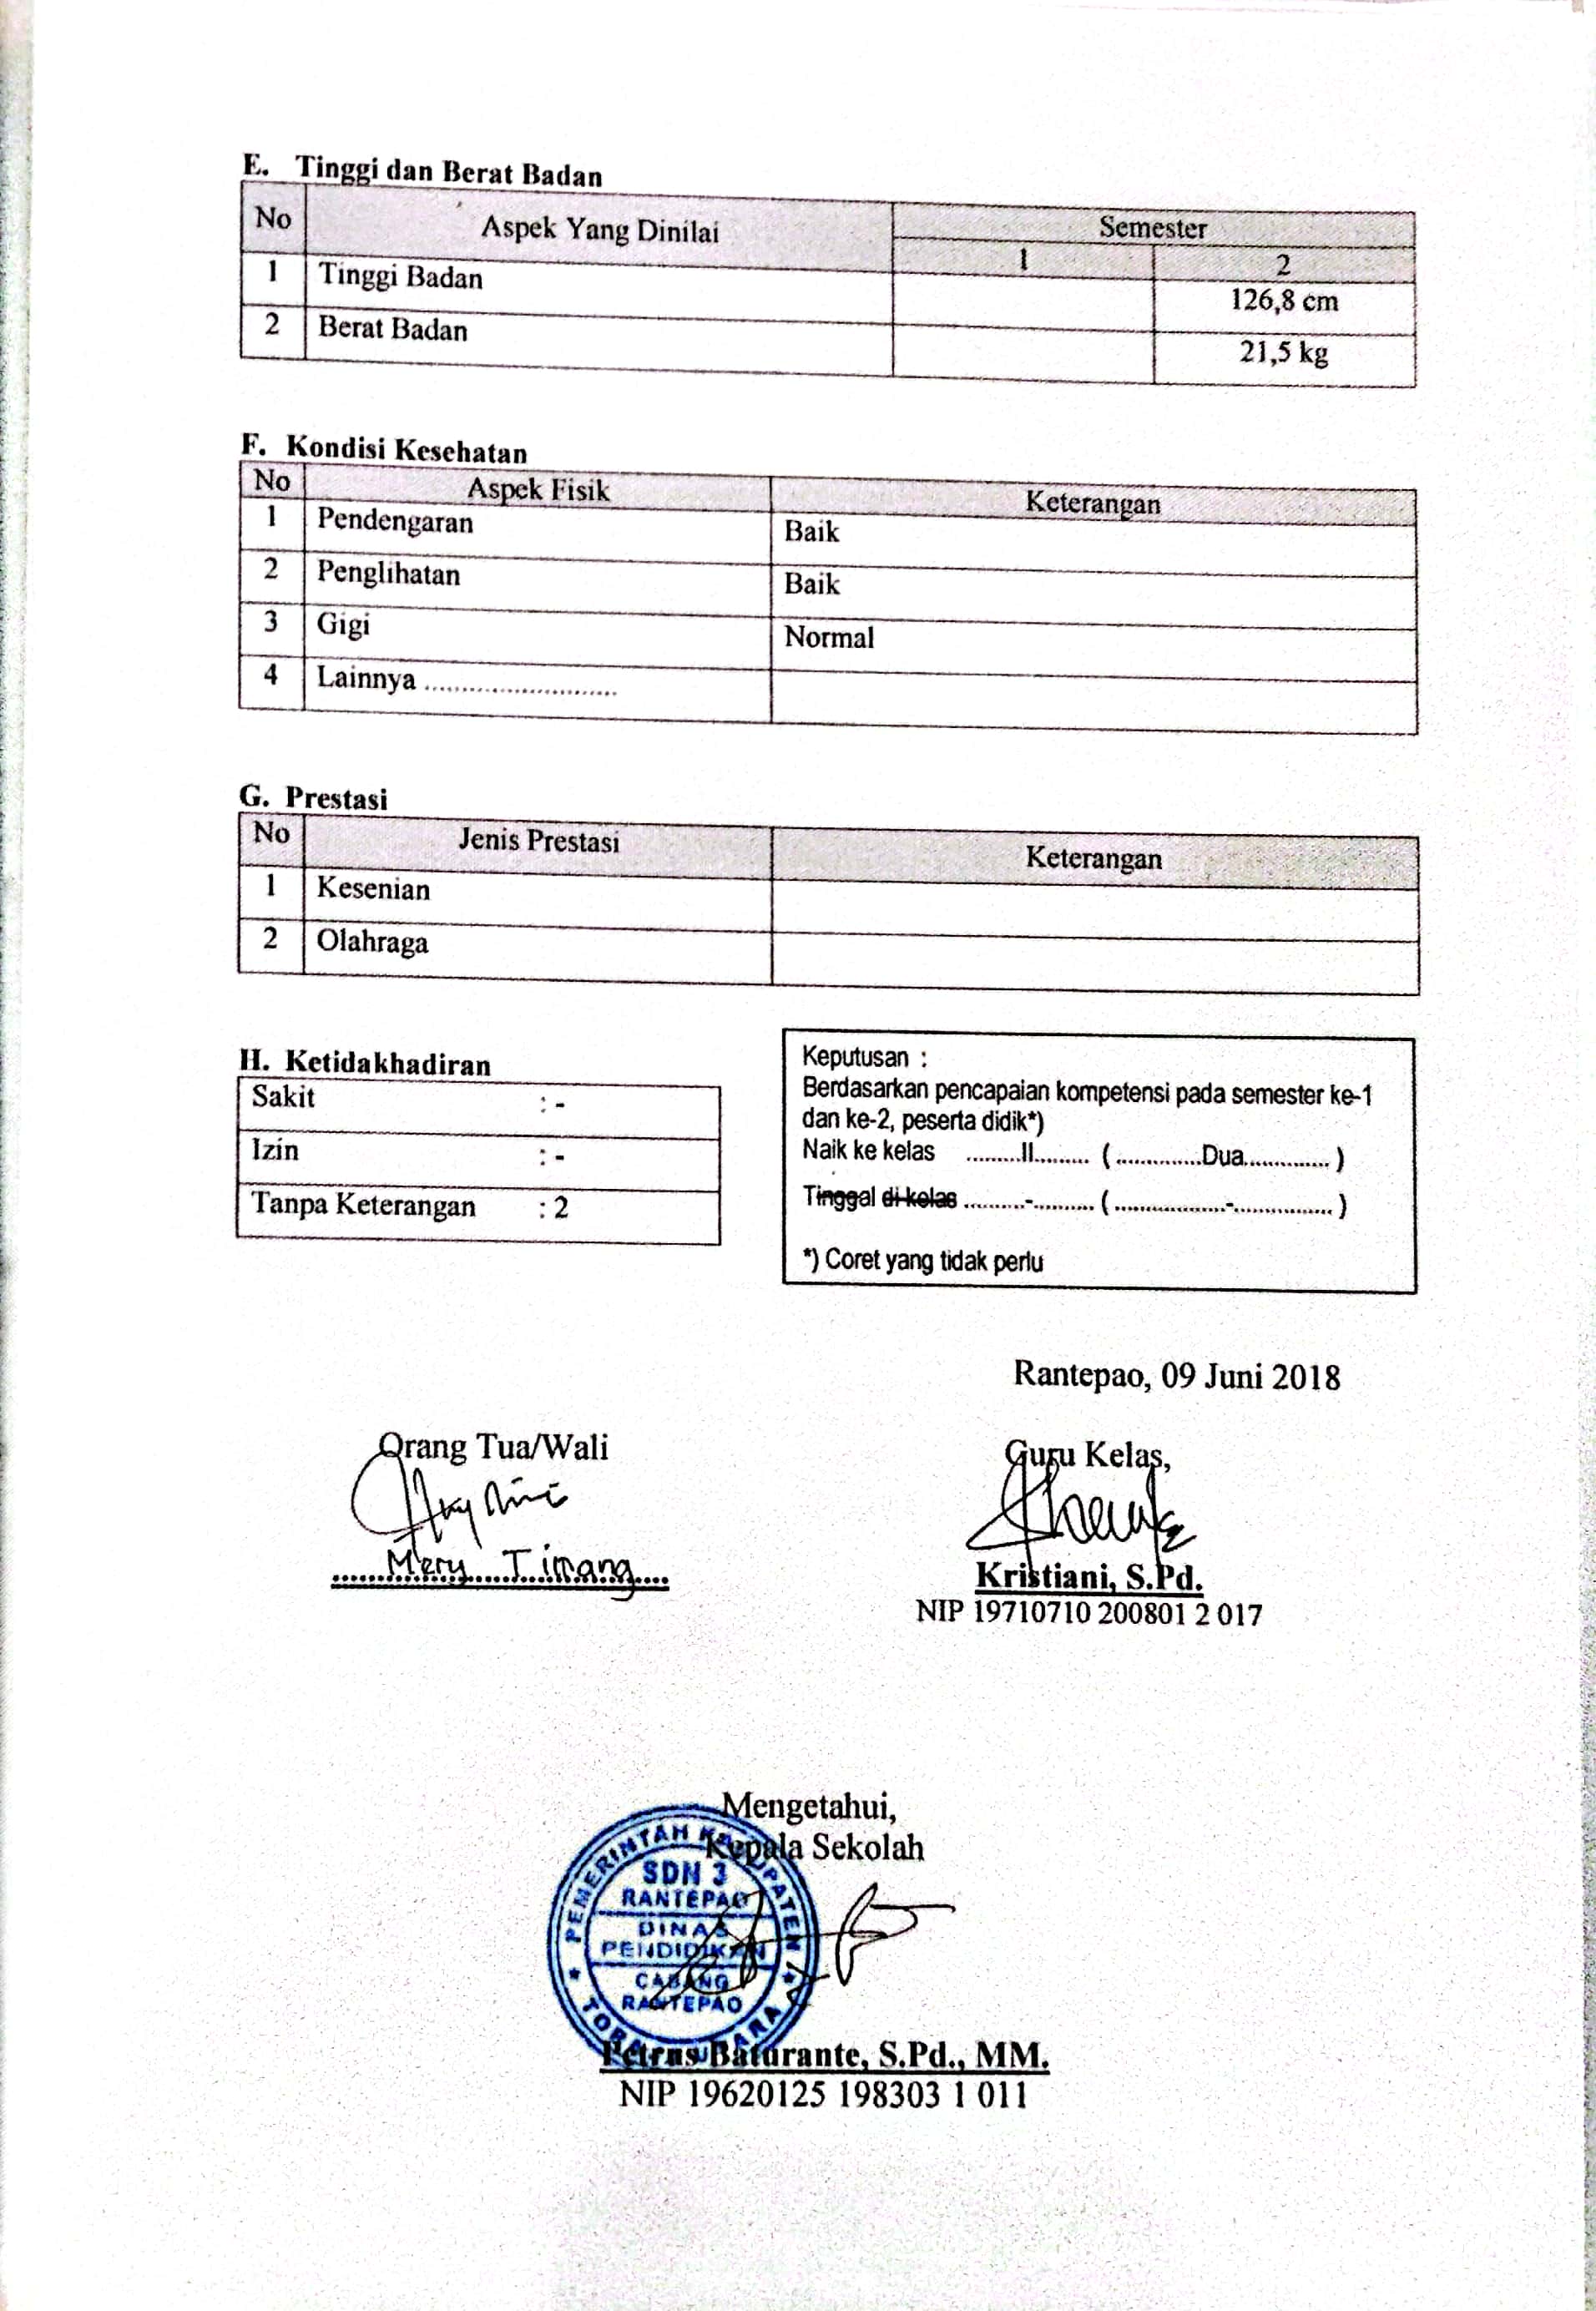 E. Tinggi dan Berat Badan
No Aspek Yang Dinilai Semester
1 2
1 Tinggi Badan 126,8 cm
2 Berat Badan 21,5 kg
F. Kondisi Kesehatan
No Aspek Fisik Keterangan
1 Pendengaran Baik
2 Penglihatan Baik
3 Gigi Normal
4 Lainnya ..........................
G. Prestasi
No Jenis Prestasi Keterangan
1 Kesenian
2 Olahraga
H. Ketidakhadiran
Sakit : -
Izin : -
Tanpa Keterangan : 2
Keputusan :
Berdasarkan pencapaian kompetensi pada semester ke-1
dan ke-2, peserta didik*)
Naik ke kelas .........II......... ( ..............Dua.............. )
Tinggal di kelas ..........-.......... ( ..................-................ )
*) Coret yang tidak perlu
Rantepao, 09 Juni 2018
Orang Tua/Wali
Mery Timang
Guru Kelas,
Kristiani, S.Pd.
NIP 19710710 200801 2 017
Mengetahui,
Kepala Sekolah
PEMERINTAH KABUPATEN
SDN 3
RANTEPAO
DINAS
PENDIDIKAN
CABANG
RANTEPAO
TORAJA UTARA
Petrus Baturante, S.Pd., MM.
NIP 19620125 198303 1 011